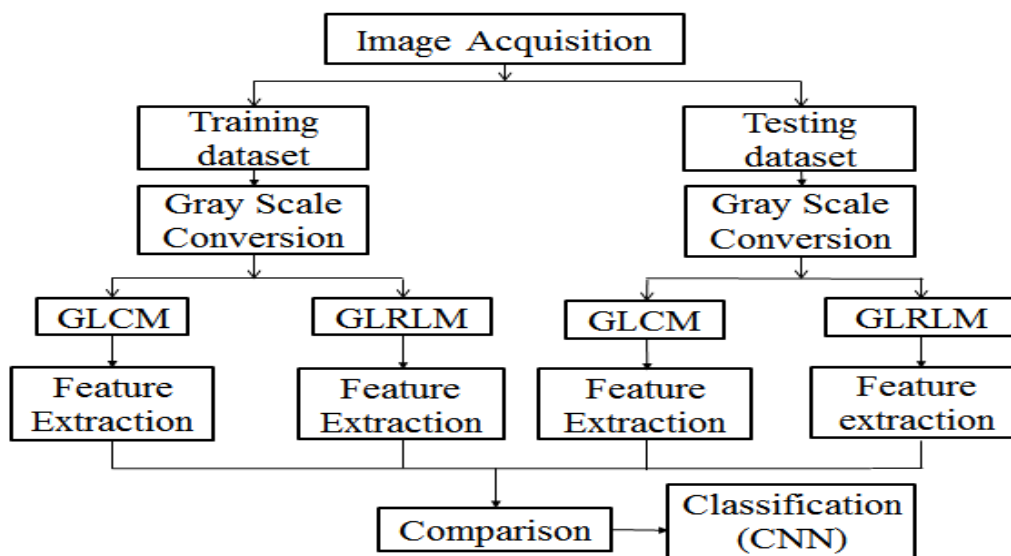 Image Acquisition
Training
dataset
Testing
dataset
Gray Scale
Conversion
Gray Scale
Conversion
GLCM
GLRLM
GLCM
GLRLM
Feature
Extraction
Feature
Extraction
Feature
Extraction
Feature
extraction
Comparison
Classification
(CNN)